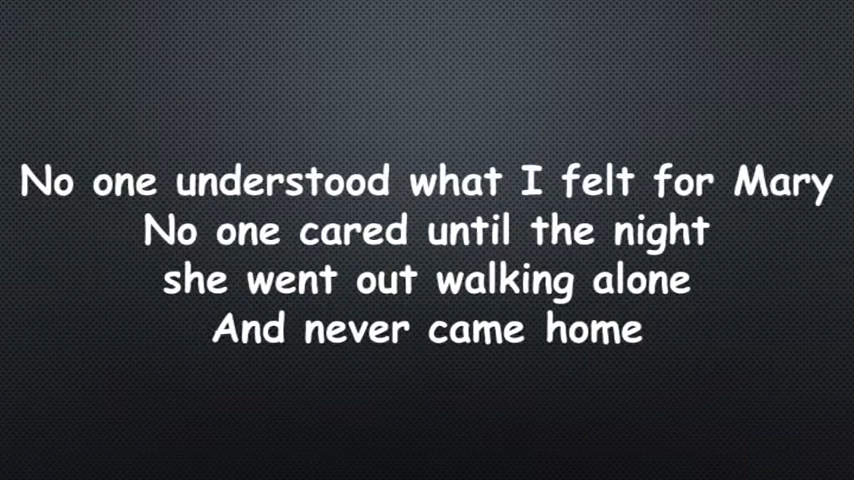 No one understood what I felt for Mary
No one cared until the night
she went out walking alone
And never came home